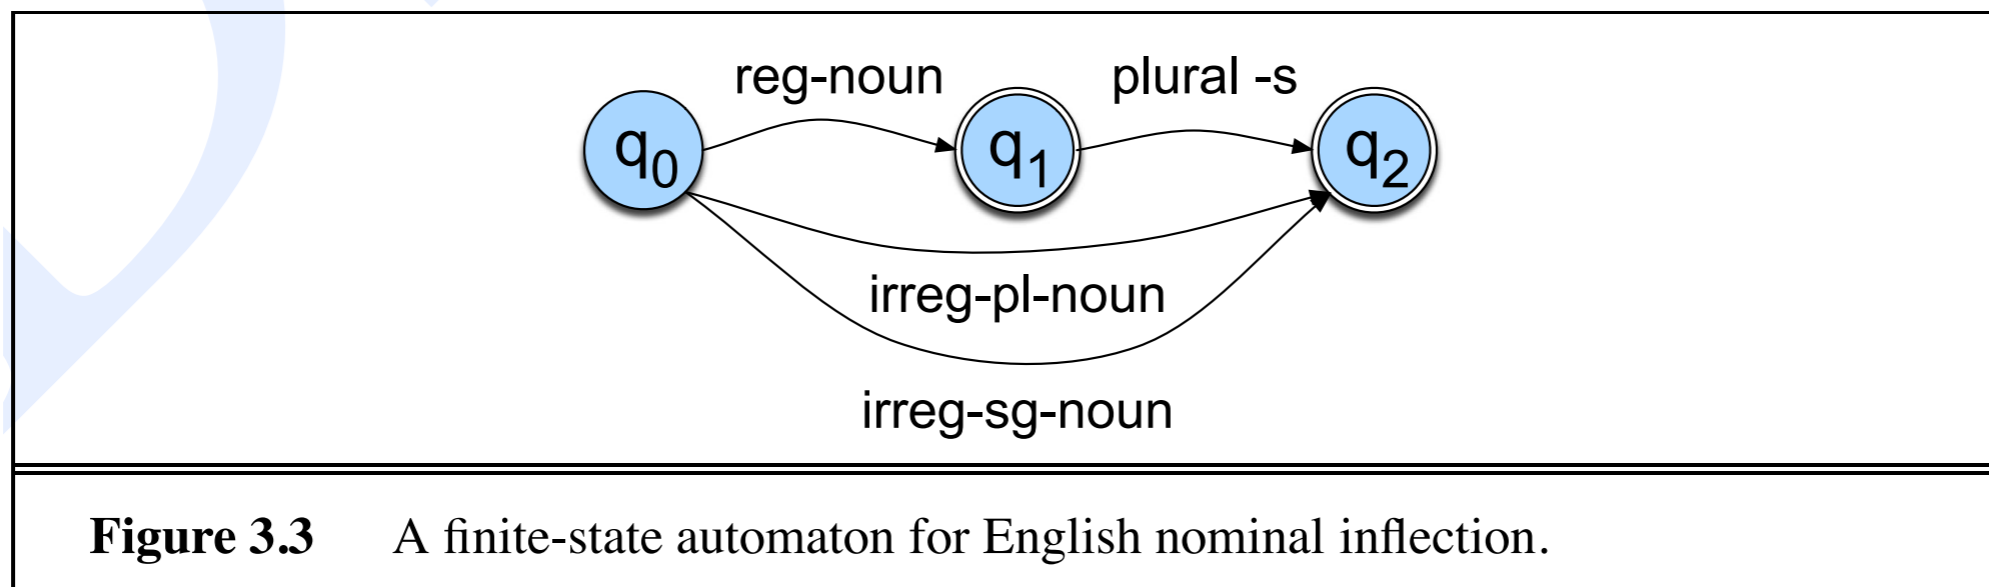 reg-noun
plural -s
q0
q1
q2
irreg-pl-noun
irreg-sg-noun
Figure 3.3 A finite-state automaton for English nominal inflection.